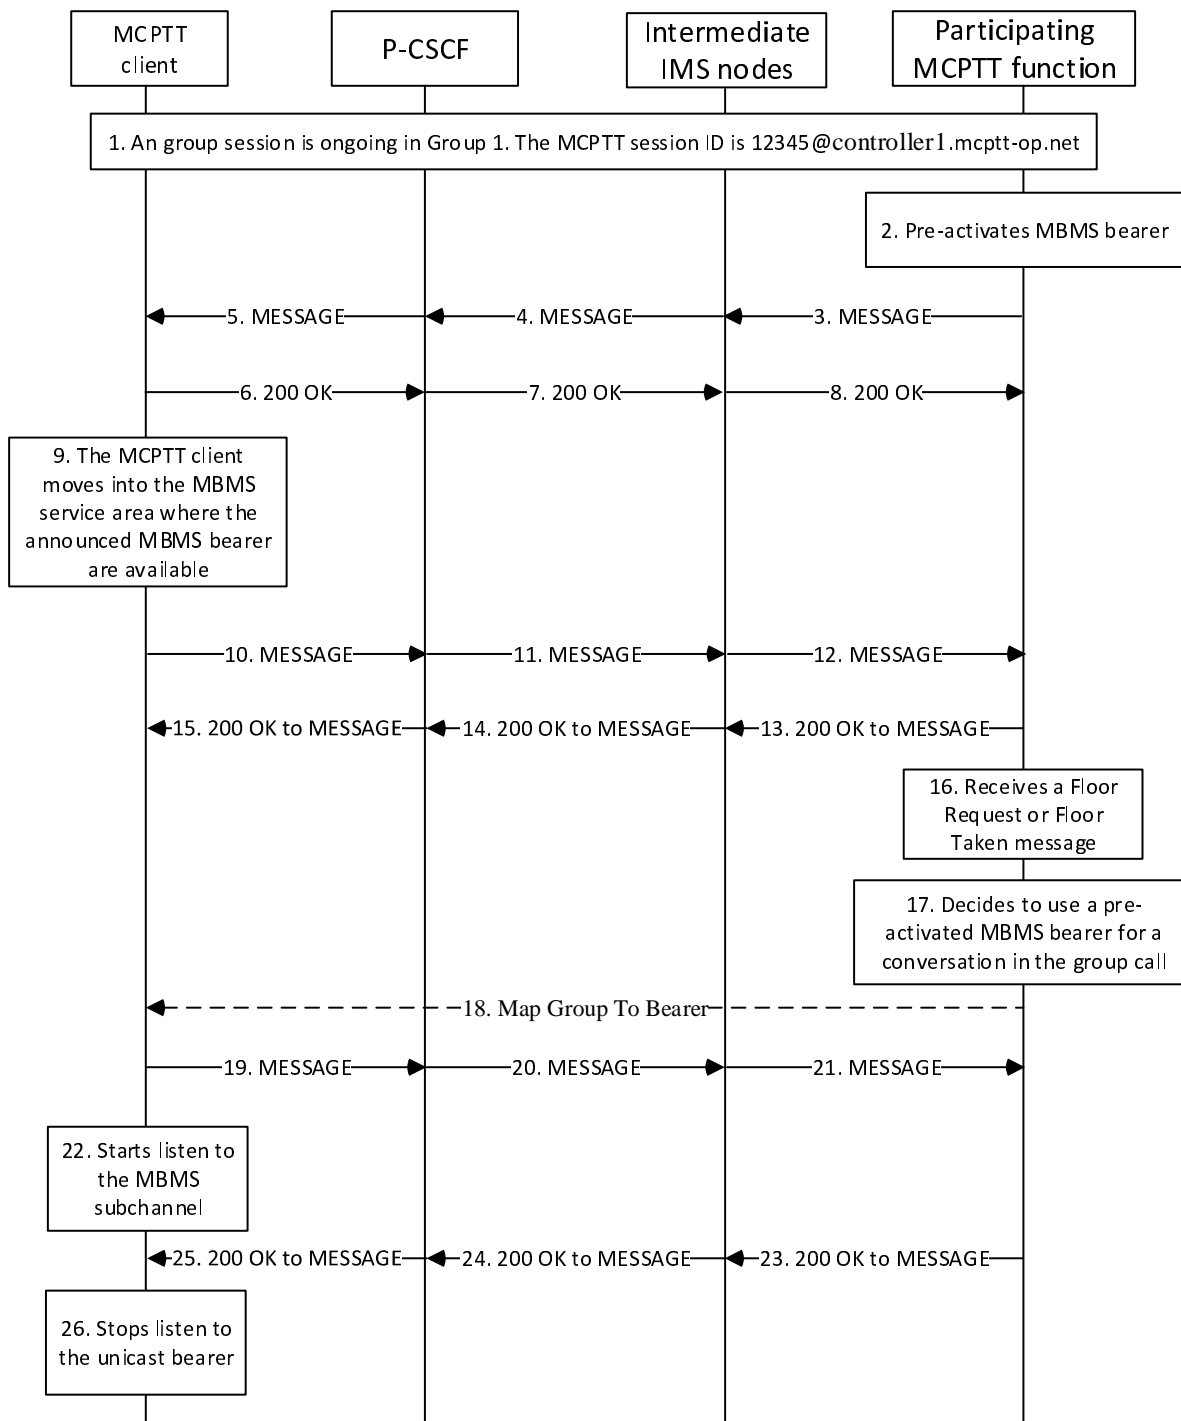 MCPTT
client
P-CSCF
Intermediate
IMS nodes
Participating
MCPTT function
1. An group session is ongoing in Group 1. The MCPTT session ID is 12345@controller1.mcptt-op.net
2. Pre-activates MBMS bearer
5. MESSAGE
4. MESSAGE
3. MESSAGE
6. 200 OK
7. 200 OK
8. 200 OK
9. The MCPTT client
moves into the MBMS
service area where the
announced MBMS bearer
are available
10. MESSAGE
11. MESSAGE
12. MESSAGE
15. 200 OK to MESSAGE
14. 200 OK to MESSAGE
13. 200 OK to MESSAGE
16. Receives a Floor
Request or Floor
Taken message
17. Decides to use a pre-
activated MBMS bearer for a
conversation in the group call
18. Map Group To Bearer
19. MESSAGE
20. MESSAGE
21. MESSAGE
22. Starts listen to
the MBMS
subchannel
25. 200 OK to MESSAGE
24. 200 OK to MESSAGE
23. 200 OK to MESSAGE
26. Stops listen to
the unicast bearer